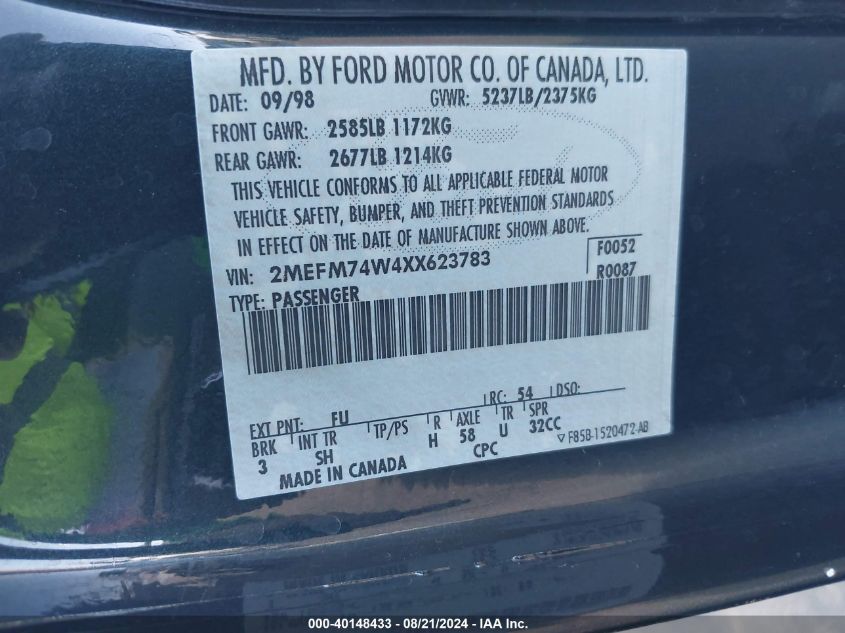 MFD. BY FORD MOTOR CO. OF CANADA, LTD.
DATE: 09/98 GVWR: 5237LB/2375KG
FRONT GAWR: 2585LB 1172KG
REAR GAWR: 2677LB 1214KG
THIS VEHICLE CONFORMS TO ALL APPLICABLE FEDERAL MOTOR
VEHICLE SAFETY, BUMPER, AND THEFT PREVENTION STANDARDS
IN EFFECT ON THE DATE OF MANUFACTURE SHOWN ABOVE.
VIN: 2MEFM74W4XX623783 F0052
TYPE: PASSENGER R0087
EXT PNT: FU RC: 54 DSO:
BRK INT TR TP/PS R AXLE TR SPR
3 SH H 58 U 32CC
MADE IN CANADA CPC ▽F85B-1520472-AB
000-40148433 - 08/21/2024 - IAA Inc.